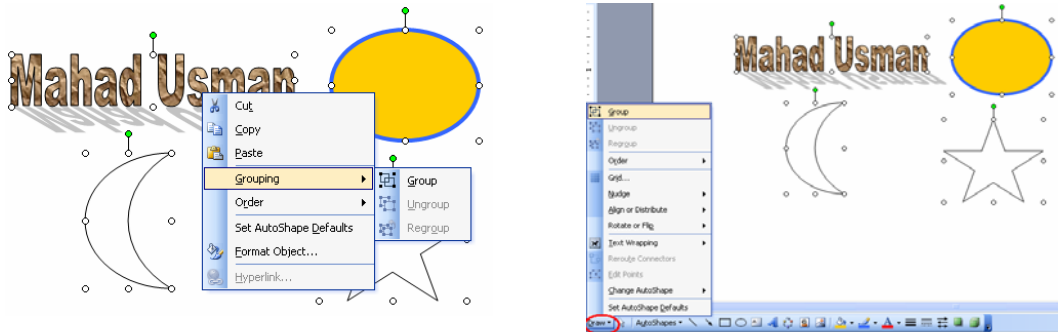 Mahad Usman
Cut
Copy
Paste
Grouping
Order
Set AutoShape Defaults
Format Object...
Hyperlink...
Group
Ungroup
Regroup
Mahad Usman
Group
Ungroup
Regroup
Order
Grid...
Nudge
Align or Distribute
Rotate or Flip
Text Wrapping
Reroute Connectors
Edit Points
Change AutoShape
Set AutoShape Defaults
Draw AutoShapes